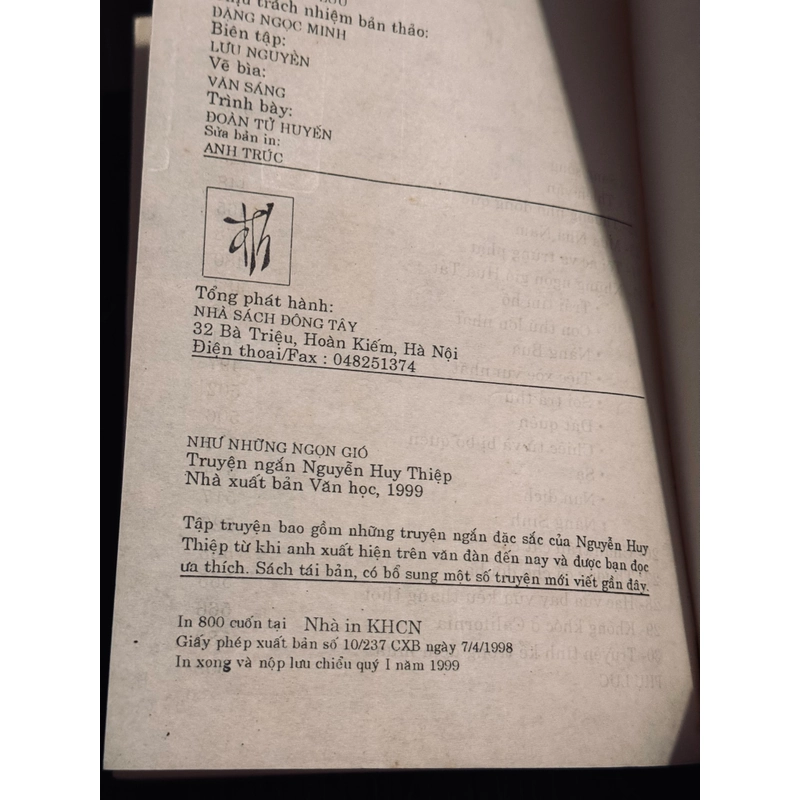 trách nhiệm bản thảo:
ĐẶNG NGỌC MINH
Biên tập:
LƯU NGUYÊN
Vẽ bìa:
VĂN SÁNG
Trình bày:
ĐOÀN TỬ HUYẾN
Sửa bản in:
ANH TRÚC
Tổng phát hành:
NHÀ SÁCH ĐÔNG TÂY
32 Bà Triệu, Hoàn Kiếm, Hà Nội
Điện thoại/Fax : 048251374
NHƯ NHỮNG NGỌN GIÓ
Truyện ngắn Nguyễn Huy Thiệp
Nhà xuất bản Văn học, 1999
Tập truyện bao gồm những truyện ngắn đặc sắc của Nguyễn Huy
Thiệp từ khi anh xuất hiện trên văn đàn đến nay và được bạn đọc
ưa thích. Sách tái bản, có bổ sung một số truyện mới viết gần đây.
In 800 cuốn tại Nhà in KHCN
Giấy phép xuất bản số 10/237 CXB ngày 7/4/1998
In xong và nộp lưu chiểu quý I năm 1999